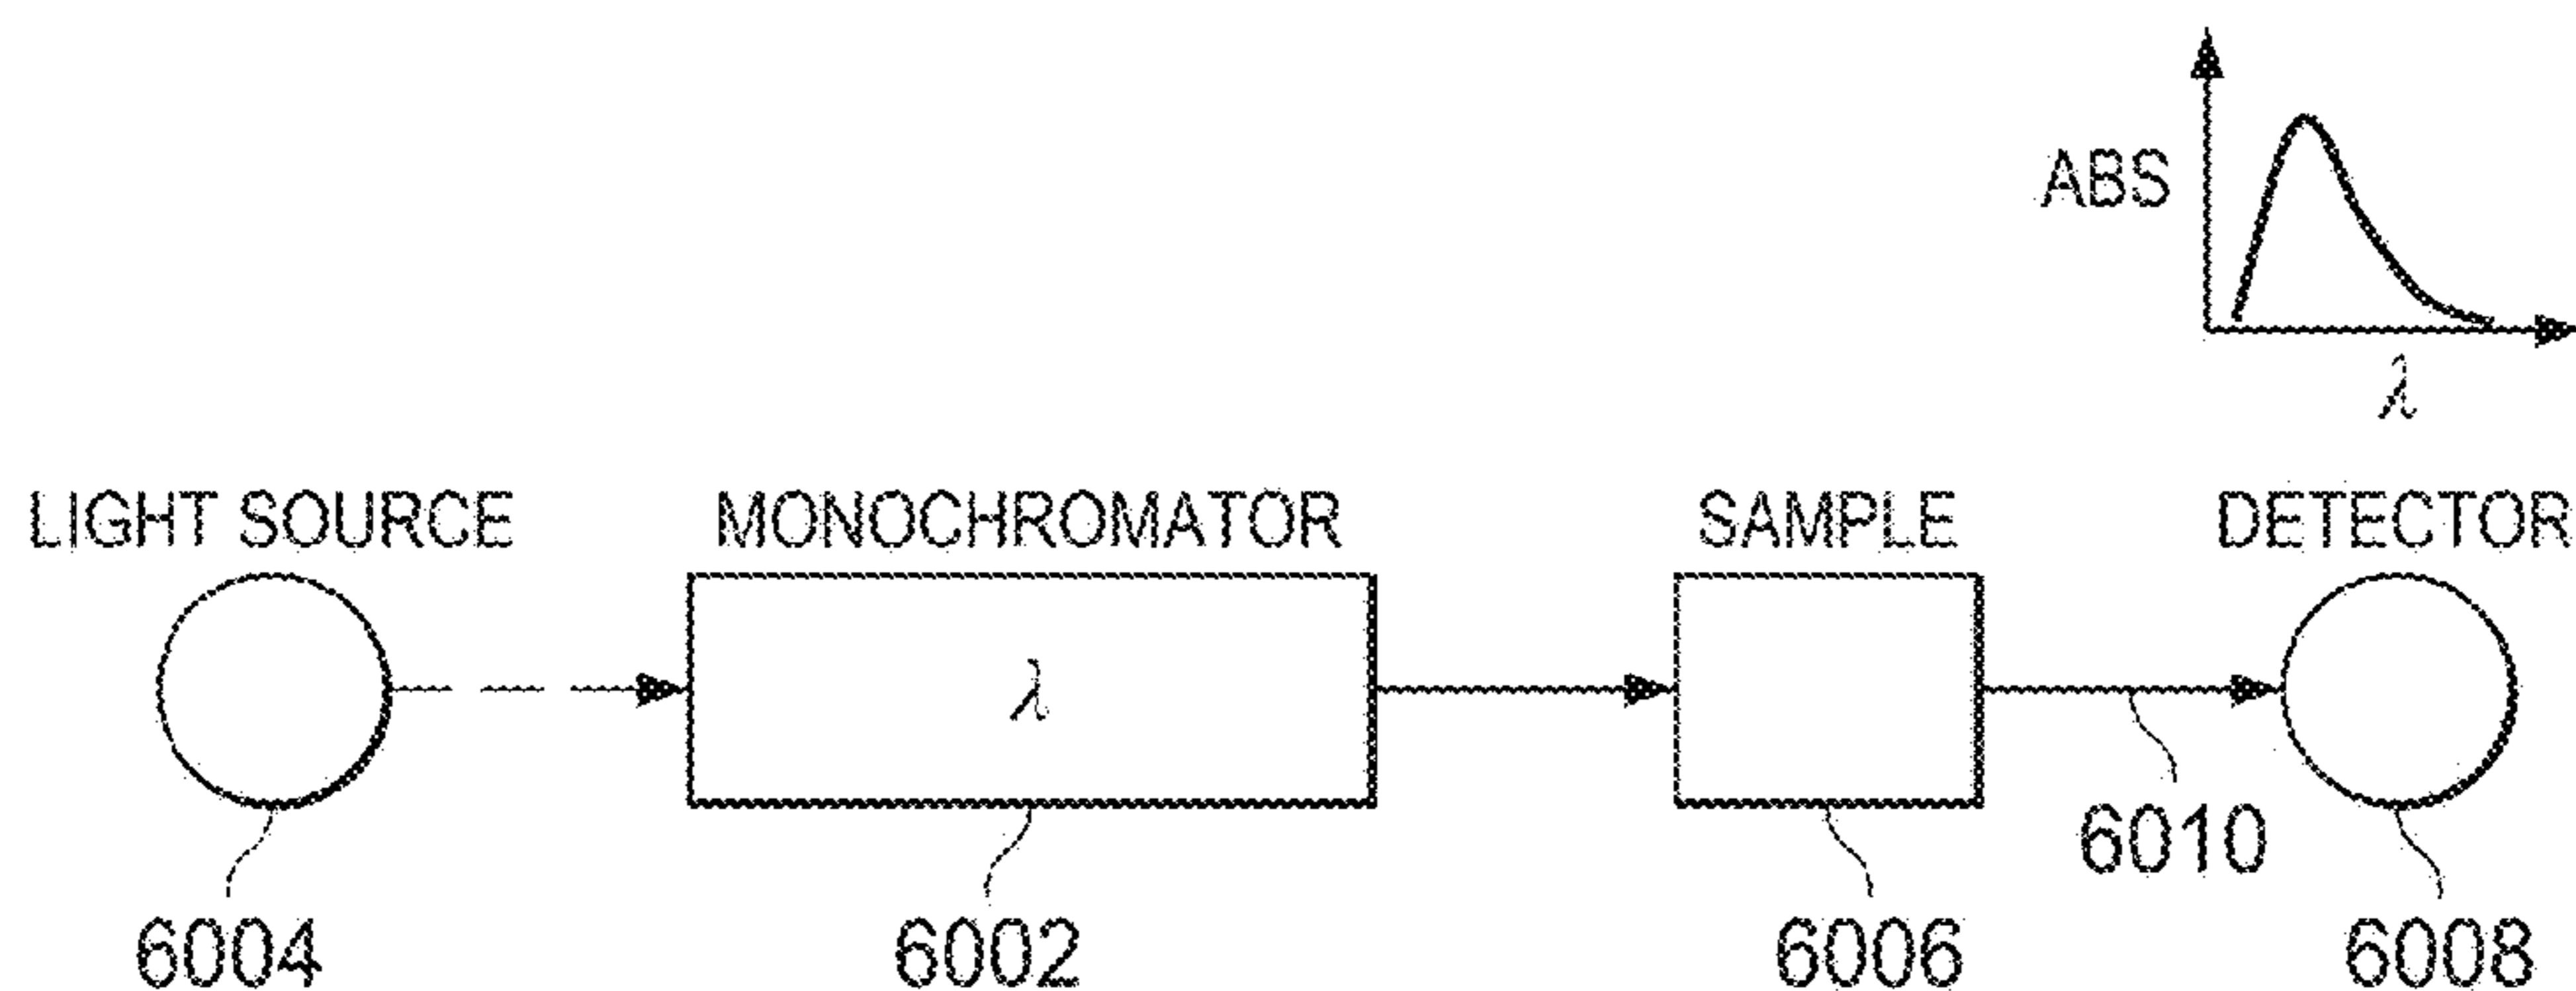 ABS
λ
LIGHT SOURCE
MONOCHROMATOR
SAMPLE
DETECTOR
λ
6010
6004
6002
6006
6008